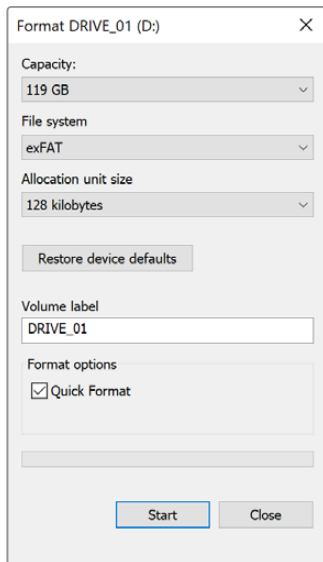 Format DRIVE_01 (D:)
Capacity:
119 GB
File system
exFAT
Allocation unit size
128 kilobytes
Restore device defaults
Volume label
DRIVE_01
Format options
Quick Format
Start Close